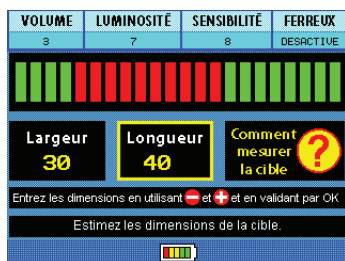 VOLUME LUMINOSITÉ SENSIBILITÉ FERREUX
3 7 8 DESACTIVE
Largeur
30
Longueur
40
Comment
mesurer
la cible
?
Entrez les dimensions en utilisant - et + et en validant par OK
Estimez les dimensions de la cible.